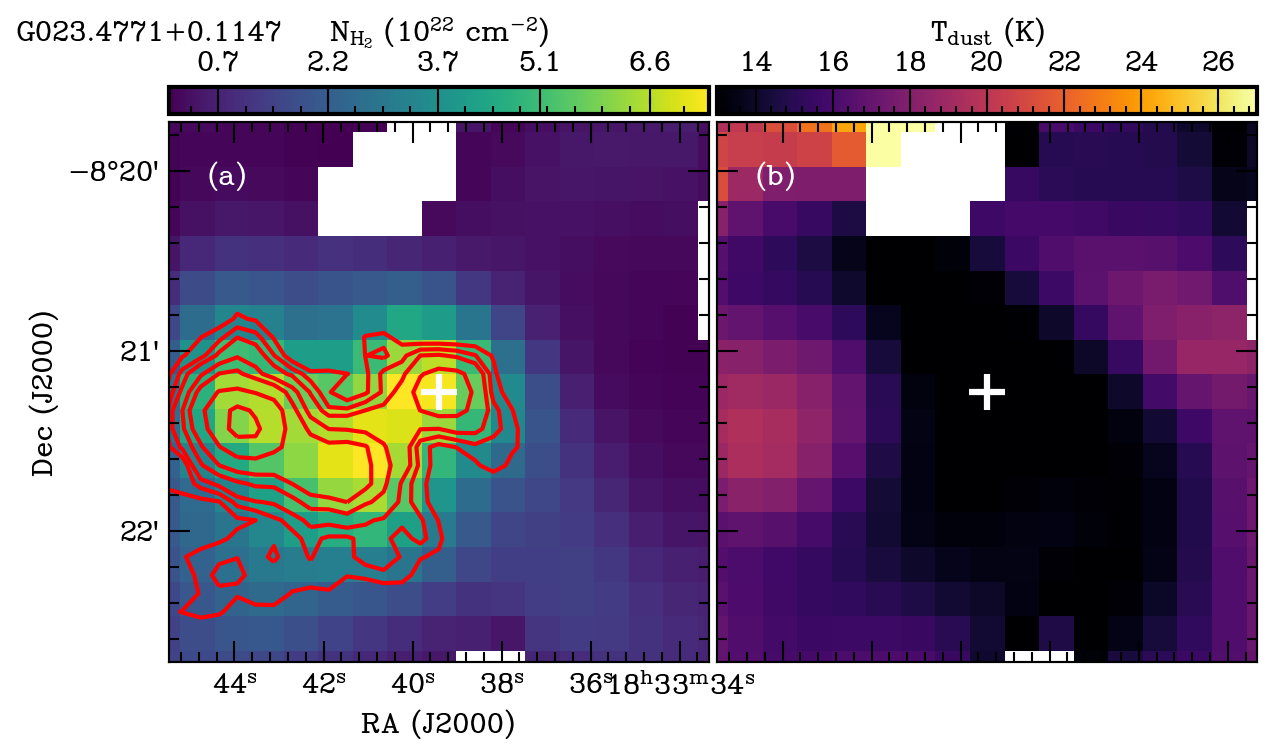 G023.4771+0.1147 N_H₂ (10²² cm⁻²) T_dust (K)
0.7 2.2 3.7 5.1 6.6 14 16 18 20 22 24 26
(a) (b)
−8°20'
21'
22'
Dec (J2000)
44ˢ 42ˢ 40ˢ 38ˢ 36ˢ 18ʰ33ᵐ34ˢ
RA (J2000)